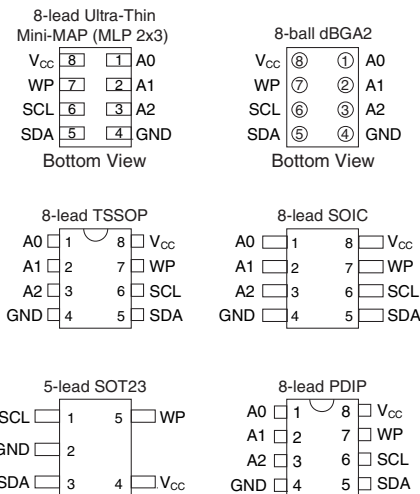 8-lead Ultra-Thin
Mini-MAP (MLP 2x3)
VCC 8 1 A0
WP 7 2 A1
SCL 6 3 A2
SDA 5 4 GND
Bottom View
8-ball dBGA2
VCC 8 1 A0
WP 7 2 A1
SCL 6 3 A2
SDA 5 4 GND
Bottom View
8-lead TSSOP
A0 1 8 VCC
A1 2 7 WP
A2 3 6 SCL
GND 4 5 SDA
8-lead SOIC
A0 1 8 VCC
A1 2 7 WP
A2 3 6 SCL
GND 4 5 SDA
5-lead SOT23
SCL 1 5 WP
GND 2
SDA 3 4 VCC
8-lead PDIP
A0 1 8 VCC
A1 2 7 WP
A2 3 6 SCL
GND 4 5 SDA